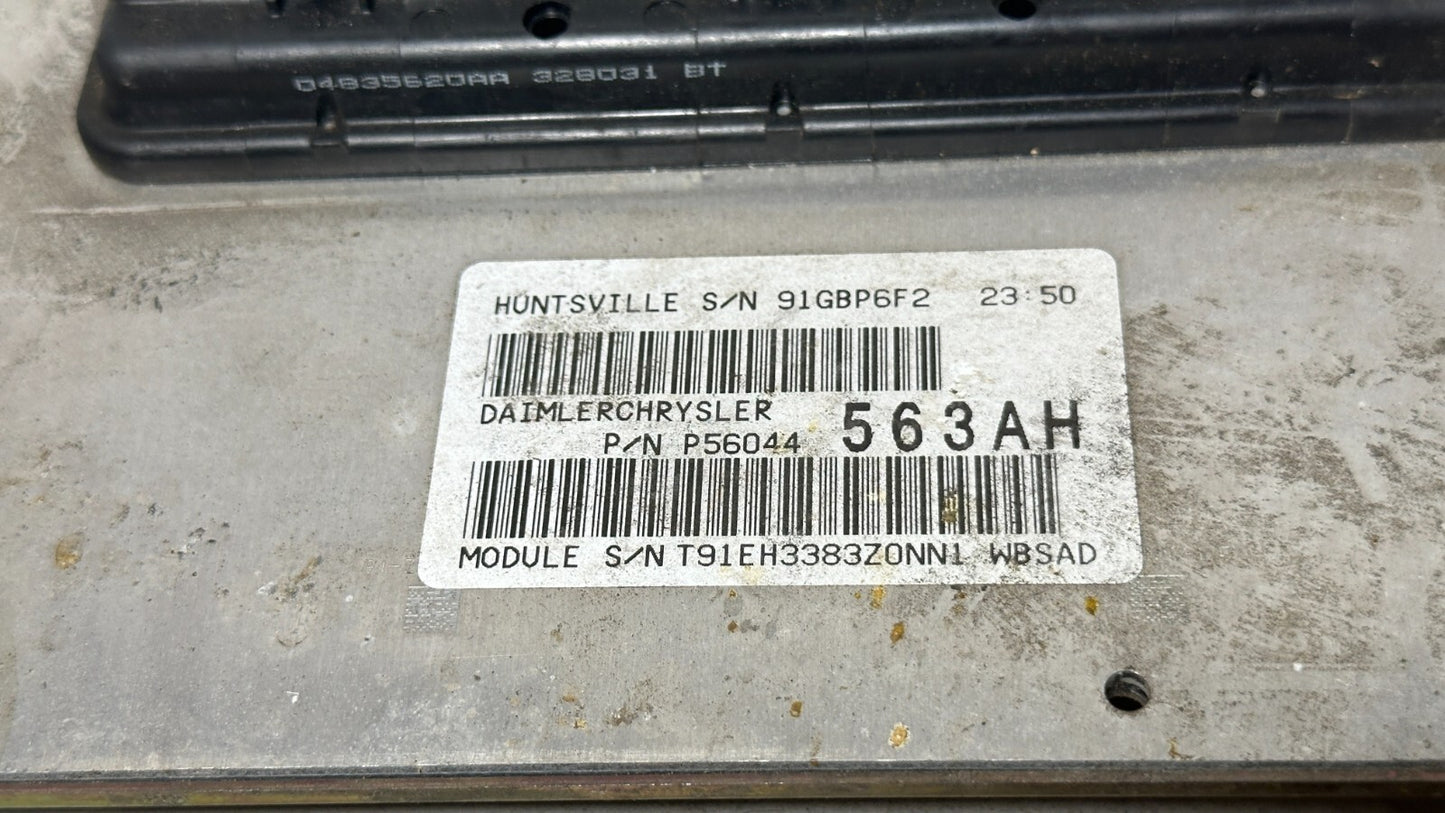 04835620AA 328031 BT
HUNTSVILLE S/N 91GBP6F2 23:50
DAIMLERCHRYSLER
P/N P56044 563AH
MODULE S/N T91EH3383Z0NN1 WBSAD